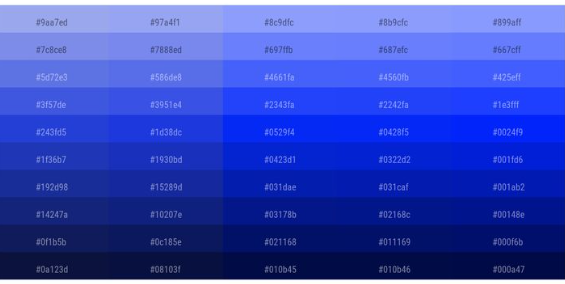 #9aa7ed #97a4f1 #8c9dfc #8b9cfc #899aff
#7c8ce8 #7888ed #697ffb #687efc #667cff
#5d72e3 #586de8 #4661fa #4560fb #425eff
#3f57de #3951e4 #2343fa #2242fa #1e3fff
#243fd5 #1d38dc #0529f4 #0428f5 #0024f9
#1f36b7 #1930bd #0423d1 #0322d2 #001fd6
#192d98 #15289d #031dae #031caf #001ab2
#14247a #10207e #03178b #02168c #00148e
#0f1b5b #0c185e #021168 #011169 #000f6b
#0a123d #08103f #010b45 #010b46 #000a47